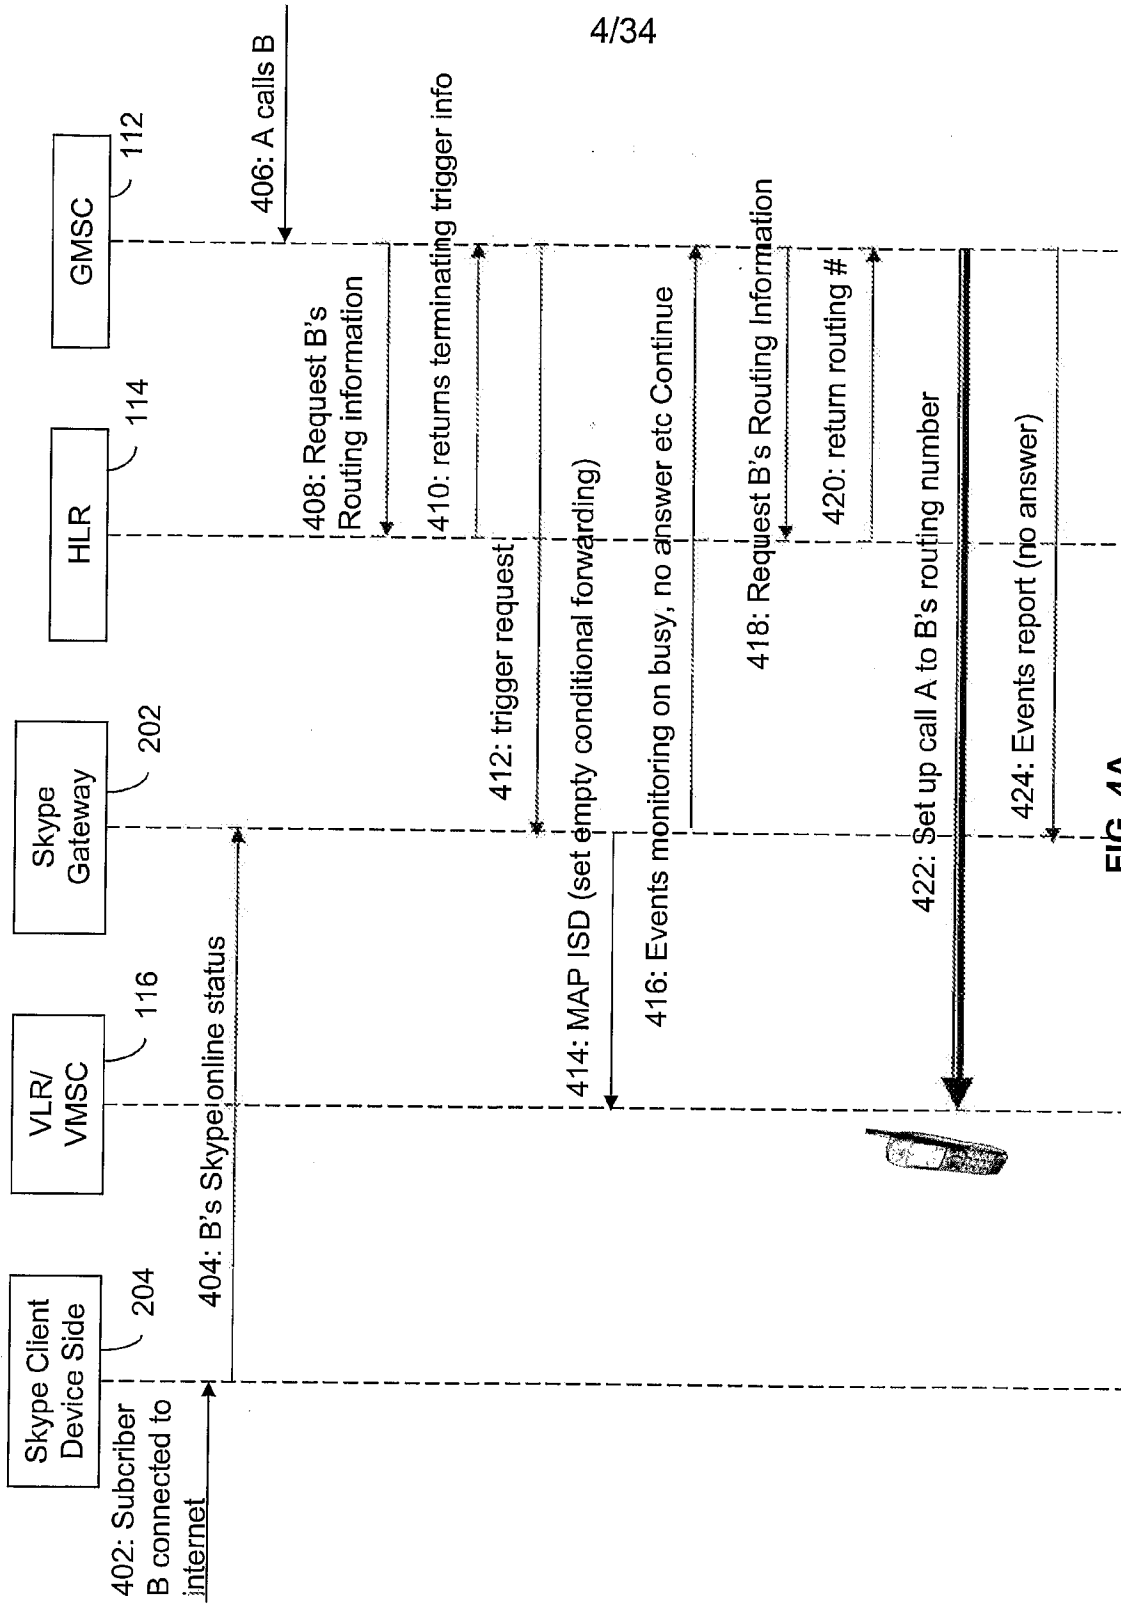 4/34
Skype Client
Device Side
204
VLR/
VMSC
116
Skype
Gateway
202
HLR
114
GMSC
112
402: Subcriber
B connected to
internet
404: B's Skype online status
406: A calls B
408: Request B's
Routing information
410: returns terminating trigger info
412: trigger request
414: MAP ISD (set empty conditional forwarding)
416: Events monitoring on busy, no answer etc Continue
418: Request B's Routing Information
420: return routing #
422: Set up call A to B's routing number
424: Events report (no answer)
FIG. 4A